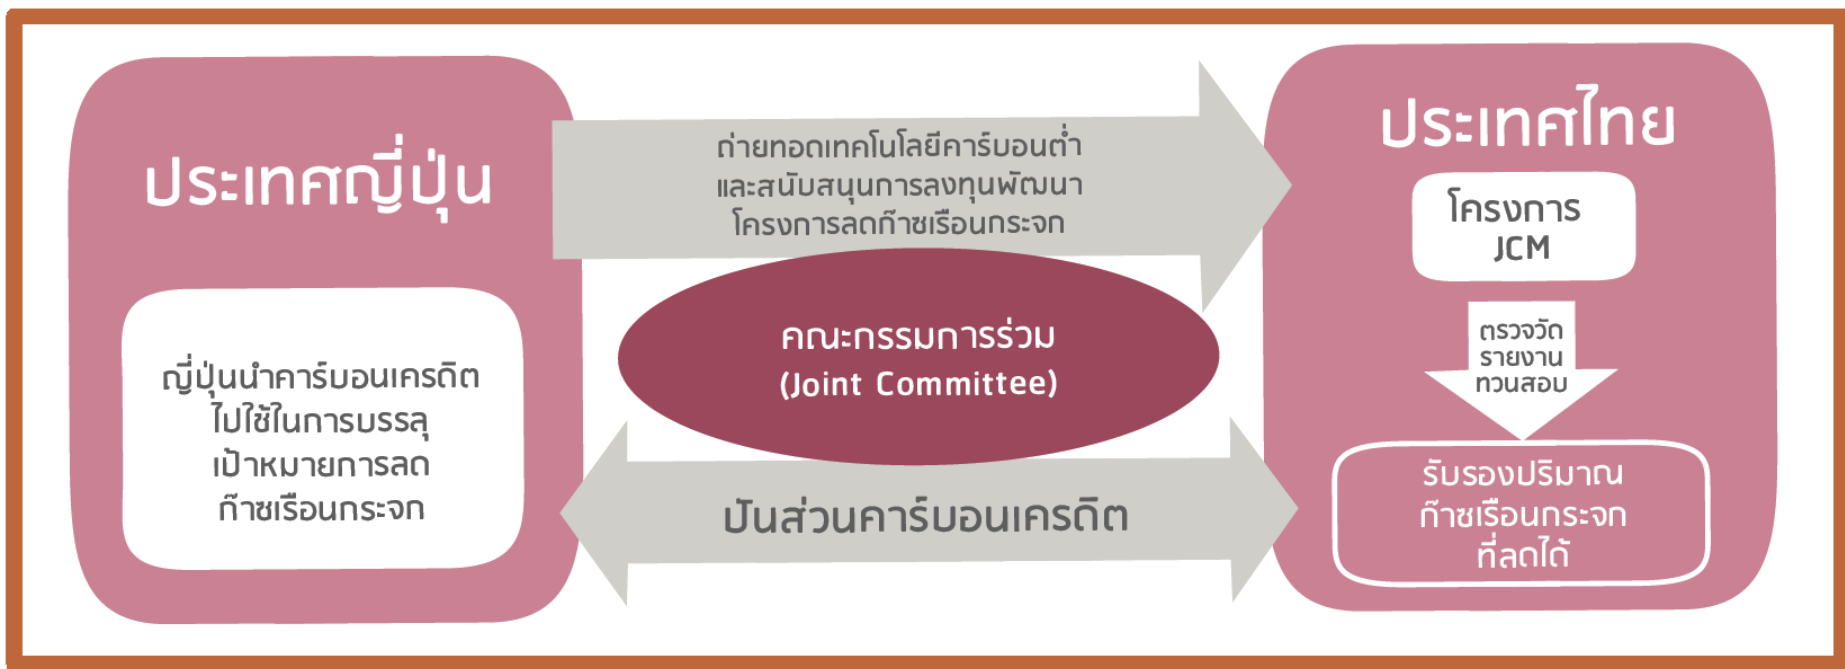 ประเทศญี่ปุ่น
ญี่ปุ่นนำคาร์บอนเครดิต
ไปใช้ในการบรรลุ
เป้าหมายการลด
ก๊าซเรือนกระจก
ถ่ายทอดเทคโนโลยีคาร์บอนต่ำ
และสนับสนุนการลงทุนพัฒนา
โครงการลดก๊าซเรือนกระจก
คณะกรรมการร่วม
(Joint Committee)
ปันส่วนคาร์บอนเครดิต
ประเทศไทย
โครงการ
JCM
ตรวจวัด
รายงาน
ทวนสอบ
รับรองปริมาณ
ก๊าซเรือนกระจก
ที่ลดได้